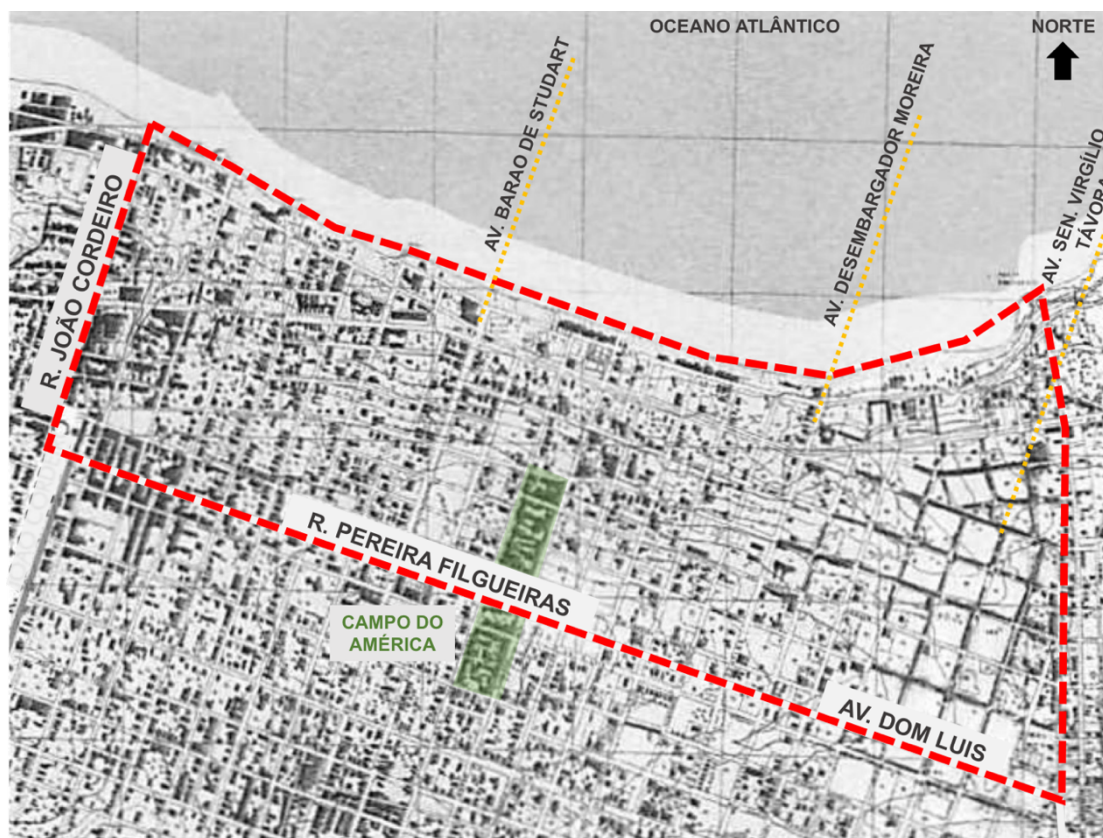 OCEANO ATLÂNTICO
NORTE
AV. BARAO DE STUDART
AV. DESEMBARGADOR MOREIRA
AV. SEN. VIRGÍLIO
TÁVORA
R. JOÃO CORDEIRO
R. PEREIRA FILGUEIRAS
CAMPO DO
AMÉRICA
AV. DOM LUIS